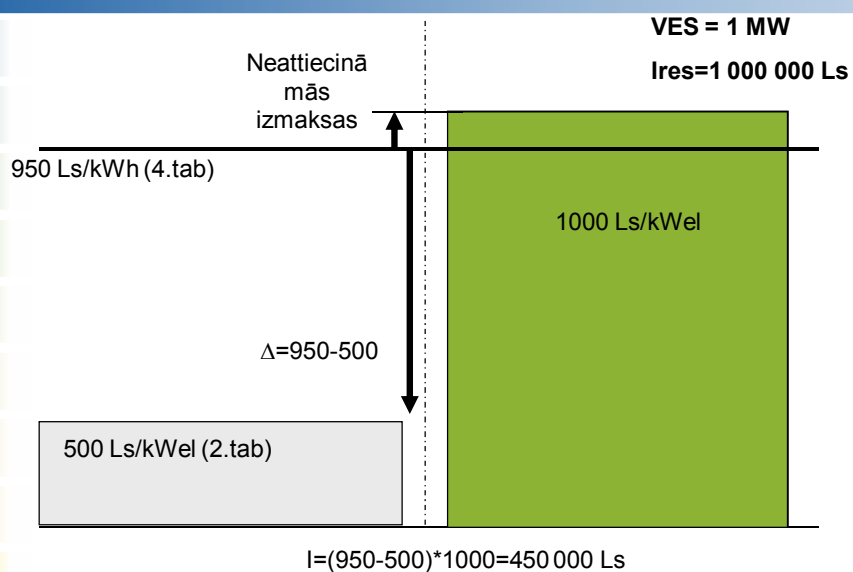 VES = 1 MW
Ires=1 000 000 Ls
Neattiecinā
mās
izmaksas
950 Ls/kWh (4.tab)
1000 Ls/kWel
∆=950-500
500 Ls/kWel (2.tab)
I=(950-500)*1000=450 000 Ls